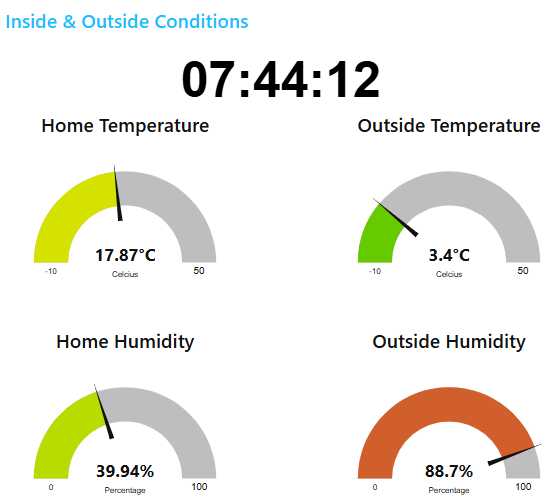 Inside & Outside Conditions
07:44:12
Home Temperature
Outside Temperature
17.87°C
-10
Celcius
50
3.4°C
-10
Celcius
50
Home Humidity
Outside Humidity
39.94%
0
Percentage
100
88.7%
0
Percentage
100